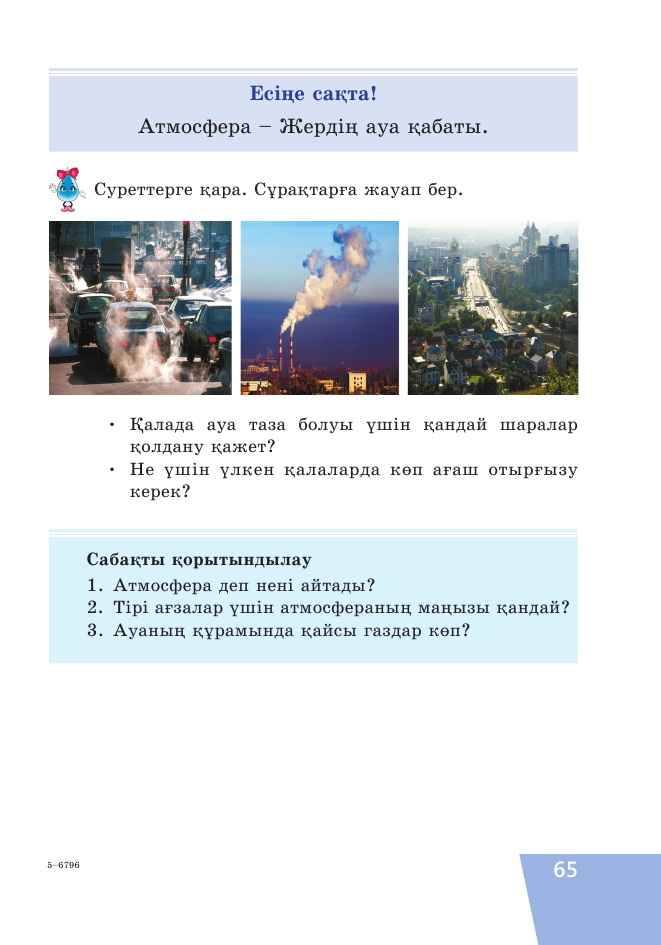 Есіңе сақта!
Атмосфера – Жердің ауа қабаты.
Суреттерге қара. Сұрақтарға жауап бер.
• Қалада ауа таза болуы үшін қандай шаралар
қолдану қажет?
• Не үшін үлкен қалаларда көп ағаш отырғызу
керек?
Сабақты қорытындылау
1. Атмосфера деп нені айтады?
2. Тірі ағзалар үшін атмосфераның маңызы қандай?
3. Ауаның құрамында қайсы газдар көп?
5–6796
65